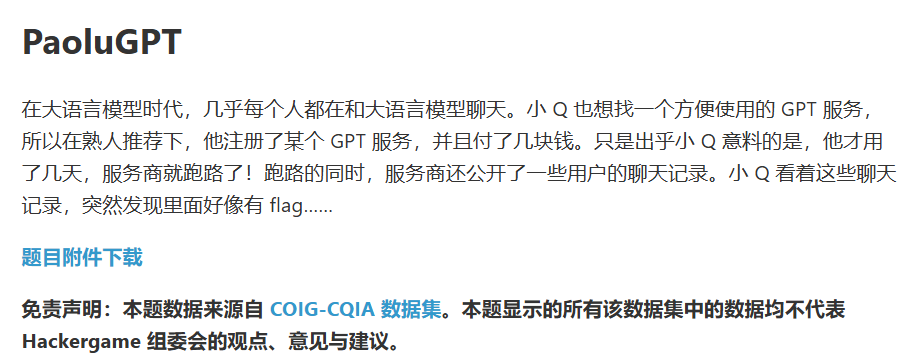 PaoluGPT
在大语言模型时代，几乎每个人都在和大语言模型聊天。小 Q 也想找一个方便使用的 GPT 服务，
所以在熟人推荐下，他注册了某个 GPT 服务，并且付了几块钱。只是出乎小 Q 意料的是，他才用
了几天，服务商就跑路了！跑路的同时，服务商还公开了一些用户的聊天记录。小 Q 看着这些聊天
记录，突然发现里面好像有 flag……
题目附件下载
免责声明：本题数据来源自 COIG-CQIA 数据集。本题显示的所有该数据集中的数据均不代表
Hackergame 组委会的观点、意见与建议。